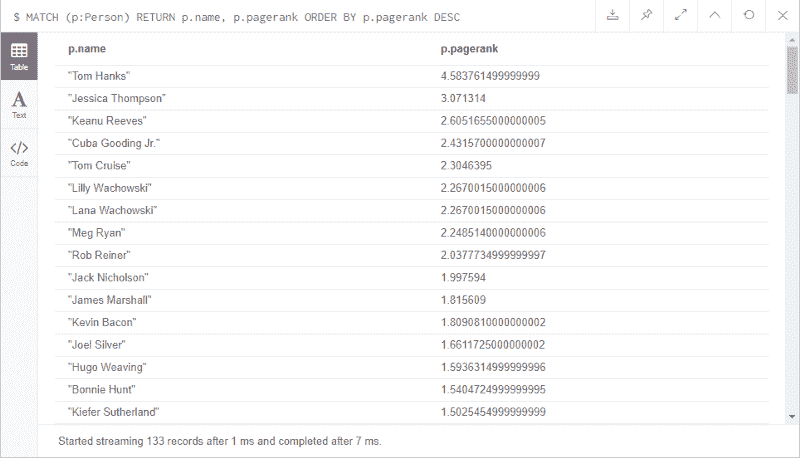 $ MATCH (p:Person) RETURN p.name, p.pagerank ORDER BY p.pagerank DESC
p.name p.pagerank
Table
"Tom Hanks" 4.583761499999999
"Jessica Thompson" 3.071314
A
Text
"Keanu Reeves" 2.6051655000000005
"Cuba Gooding Jr." 2.4315700000000007
</>
Code
"Tom Cruise" 2.3046395
"Lilly Wachowski" 2.2670015000000006
"Lana Wachowski" 2.2670015000000006
"Meg Ryan" 2.2485140000000006
"Rob Reiner" 2.0377734999999997
"Jack Nicholson" 1.997594
"James Marshall" 1.815609
"Kevin Bacon" 1.8090810000000002
"Joel Silver" 1.6611725000000002
"Hugo Weaving" 1.5936314999999996
"Bonnie Hunt" 1.5404724999999995
"Kiefer Sutherland" 1.5025454999999999
Started streaming 133 records after 1 ms and completed after 7 ms.